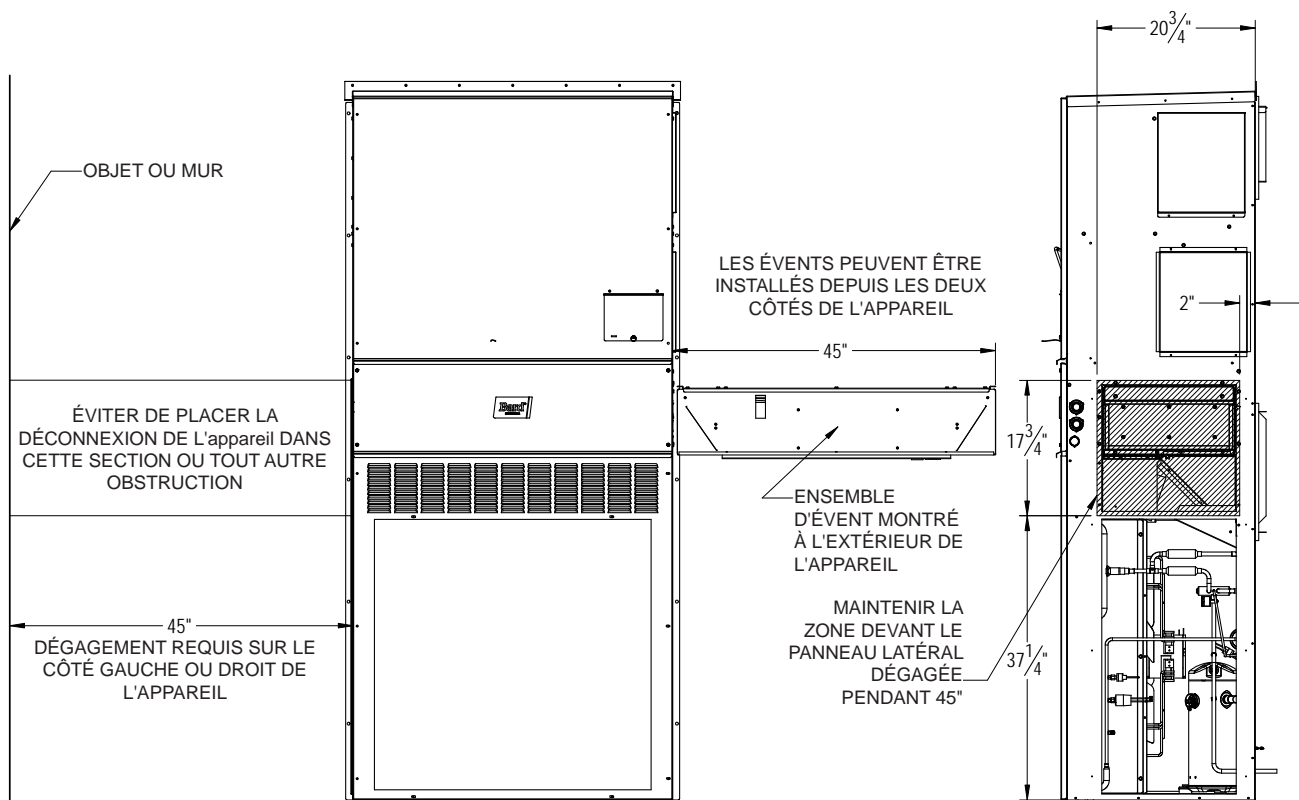 20 3/4"
OBJET OU MUR
LES ÉVENTS PEUVENT ÊTRE
INSTALLÉS DEPUIS LES DEUX
CÔTÉS DE L'APPAREIL
2"
45"
Bard
ÉVITER DE PLACER LA
DÉCONNEXION DE L'appareil DANS
CETTE SECTION OU TOUT AUTRE
OBSTRUCTION
17 3/4"
ENSEMBLE
D'ÉVENT MONTRÉ
À L'EXTÉRIEUR DE
L'APPAREIL
MAINTENIR LA
ZONE DEVANT LE
PANNEAU LATÉRAL
DÉGAGÉE
PENDANT 45"
37 1/4"
45"
DÉGAGEMENT REQUIS SUR LE
CÔTÉ GAUCHE OU DROIT DE
L'APPAREIL